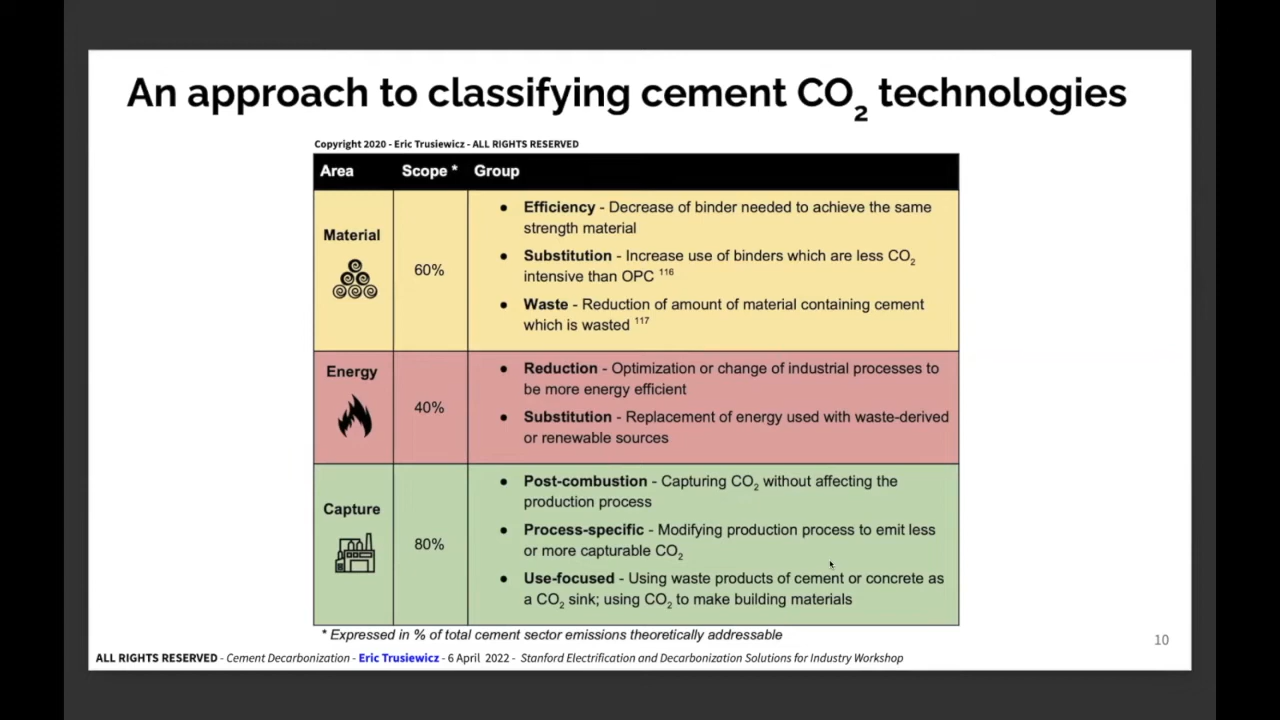 An approach to classifying cement CO₂ technologies
Copyright 2020 - Eric Trusiewicz - ALL RIGHTS RESERVED
Area Scope * Group
Material
60%
● Efficiency - Decrease of binder needed to achieve the same
strength material
● Substitution - Increase use of binders which are less CO₂
intensive than OPC ¹¹⁶
● Waste - Reduction of amount of material containing cement
which is wasted ¹¹⁷
Energy
40%
● Reduction - Optimization or change of industrial processes to
be more energy efficient
● Substitution - Replacement of energy used with waste-derived
or renewable sources
Capture
80%
● Post-combustion - Capturing CO₂ without affecting the
production process
● Process-specific - Modifying production process to emit less
or more capturable CO₂
● Use-focused - Using waste products of cement or concrete as
a CO₂ sink; using CO₂ to make building materials
* Expressed in % of total cement sector emissions theoretically addressable
10
ALL RIGHTS RESERVED - Cement Decarbonization - Eric Trusiewicz - 6 April 2022 - Stanford Electrification and Decarbonization Solutions for Industry Workshop